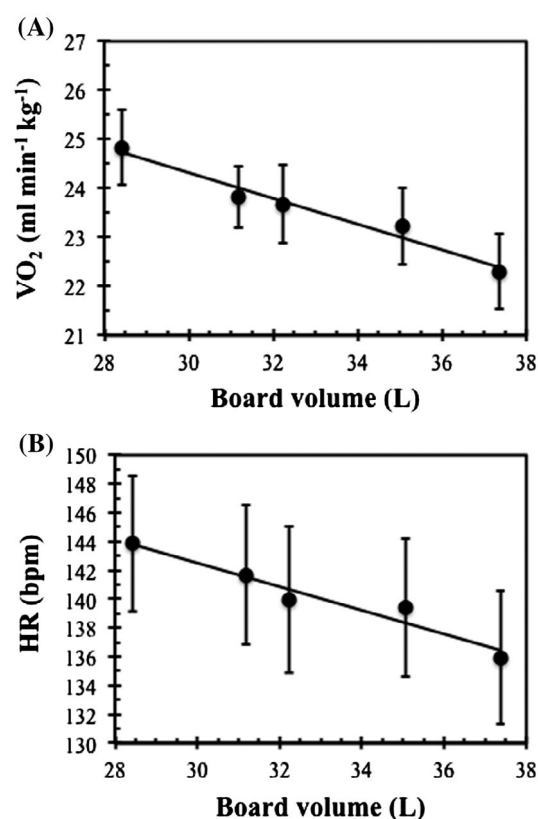 (A)
27
26
25
24
23
22
21
VO₂ (ml min⁻¹ kg⁻¹)
28 30 32 34 36 38
Board volume (L)
(B)
150
148
146
144
142
140
138
136
134
132
130
HR (bpm)
28 30 32 34 36 38
Board volume (L)